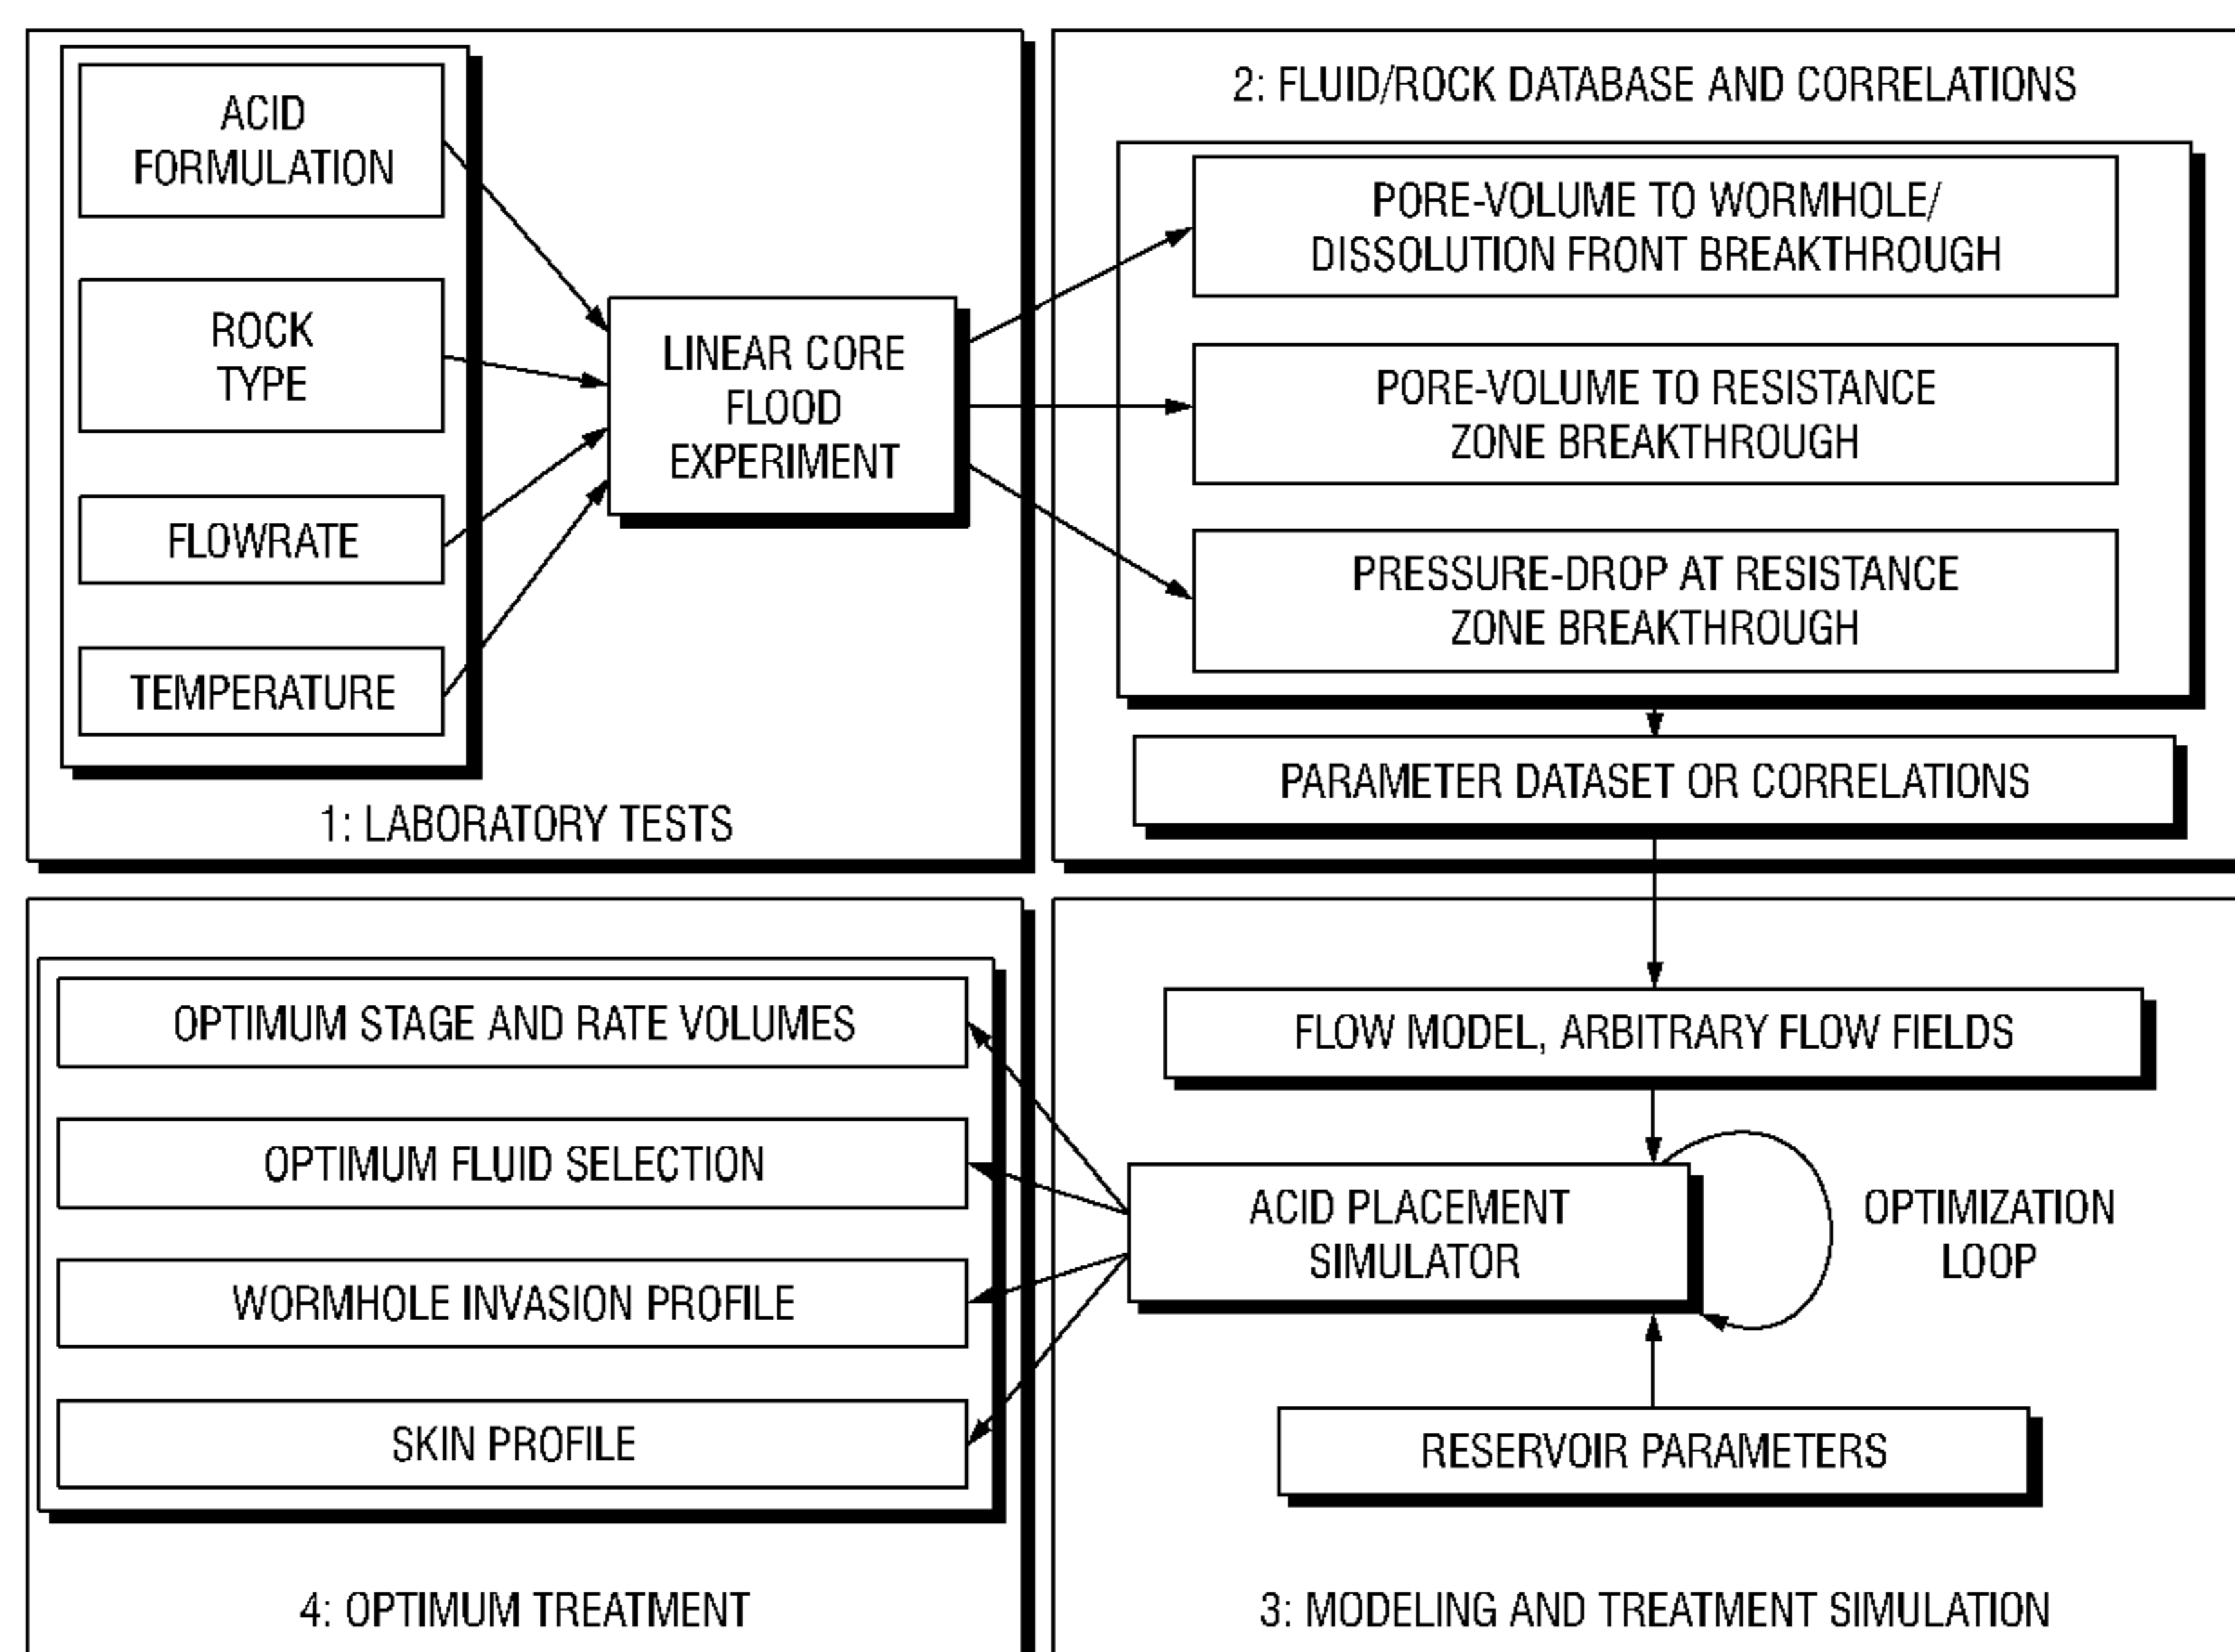 ACID
FORMULATION
ROCK
TYPE
FLOWRATE
TEMPERATURE
LINEAR CORE
FLOOD
EXPERIMENT
1: LABORATORY TESTS
2: FLUID/ROCK DATABASE AND CORRELATIONS
PORE-VOLUME TO WORMHOLE/
DISSOLUTION FRONT BREAKTHROUGH
PORE-VOLUME TO RESISTANCE
ZONE BREAKTHROUGH
PRESSURE-DROP AT RESISTANCE
ZONE BREAKTHROUGH
PARAMETER DATASET OR CORRELATIONS
FLOW MODEL, ARBITRARY FLOW FIELDS
ACID PLACEMENT
SIMULATOR
OPTIMIZATION
LOOP
RESERVOIR PARAMETERS
3: MODELING AND TREATMENT SIMULATION
OPTIMUM STAGE AND RATE VOLUMES
OPTIMUM FLUID SELECTION
WORMHOLE INVASION PROFILE
SKIN PROFILE
4: OPTIMUM TREATMENT